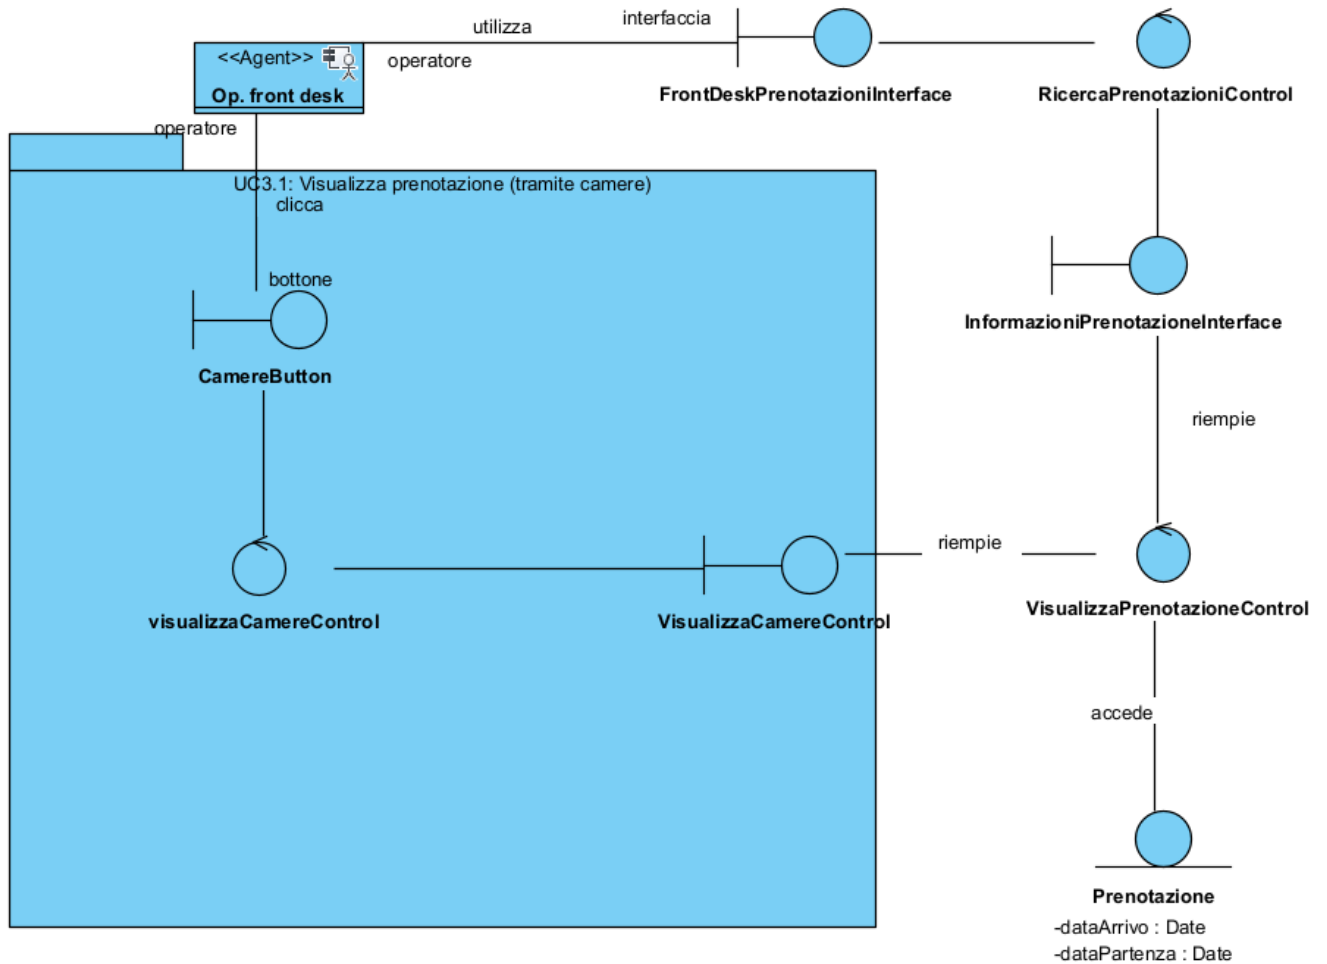 utilizza
interfaccia
<<Agent>>
operatore
Op. front desk
FrontDeskPrenotazioniInterface
RicercaPrenotazioniControl
operatore
UC3.1: Visualizza prenotazione (tramite camere)
clicca
bottone
InformazioniPrenotazioneInterface
CamereButton
riempie
riempie
visualizzaCamereControl
VisualizzaCamereControl
VisualizzaPrenotazioneControl
accede
Prenotazione
-dataArrivo : Date
-dataPartenza : Date